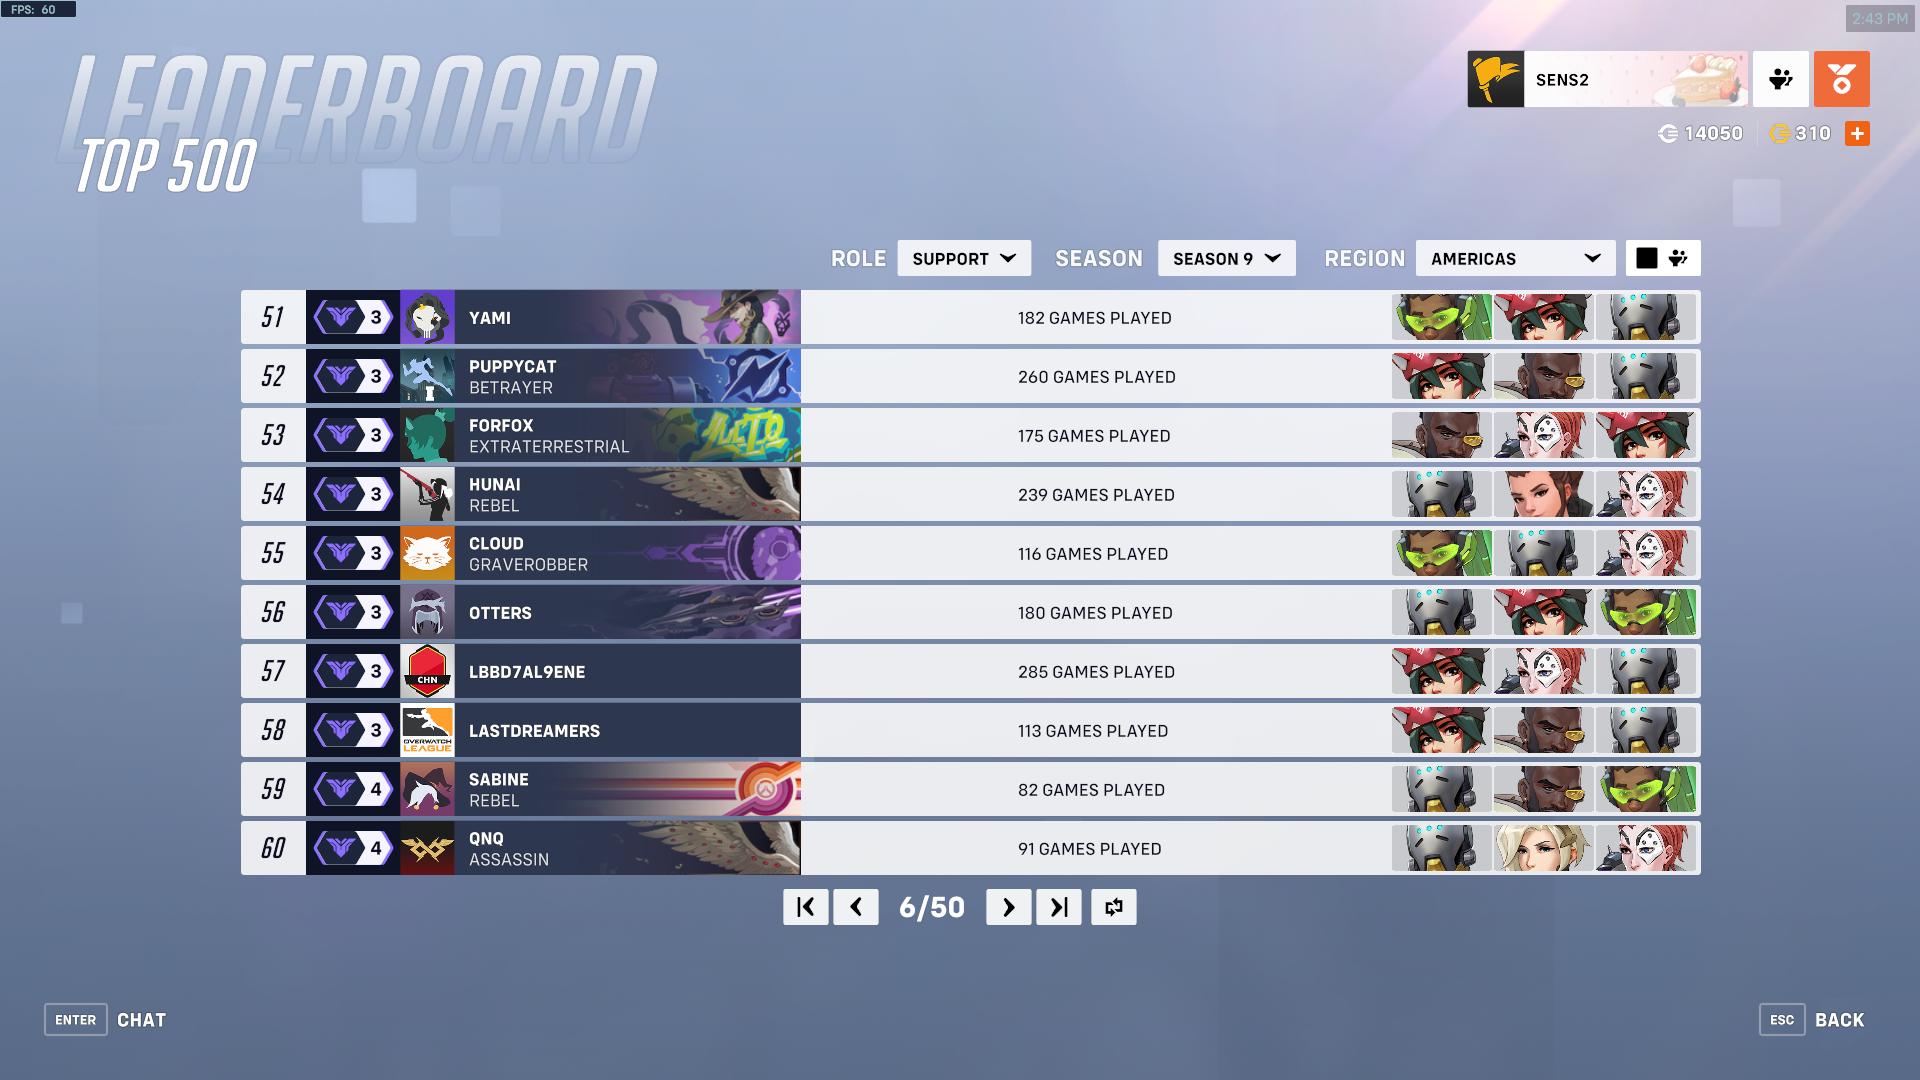 FPS: 60
2:43 PM
LEADERBOARD
TOP 500
SENS2
14050 310
ROLE SUPPORT SEASON SEASON 9 REGION AMERICAS
51 3 YAMI 182 GAMES PLAYED
52 3 PUPPYCAT 260 GAMES PLAYED
BETRAYER
53 3 FORFOX 175 GAMES PLAYED
EXTRATERRESTRIAL
54 3 HUNAI 239 GAMES PLAYED
REBEL
55 3 CLOUD 116 GAMES PLAYED
GRAVEROBBER
56 3 OTTERS 180 GAMES PLAYED
57 3 CHN LBBD7AL9ENE 285 GAMES PLAYED
58 3 OVERWATCH LEAGUE LASTDREAMERS 113 GAMES PLAYED
59 4 SABINE 82 GAMES PLAYED
REBEL
60 4 QNQ 91 GAMES PLAYED
ASSASSIN
6/50
ENTER CHAT
ESC BACK